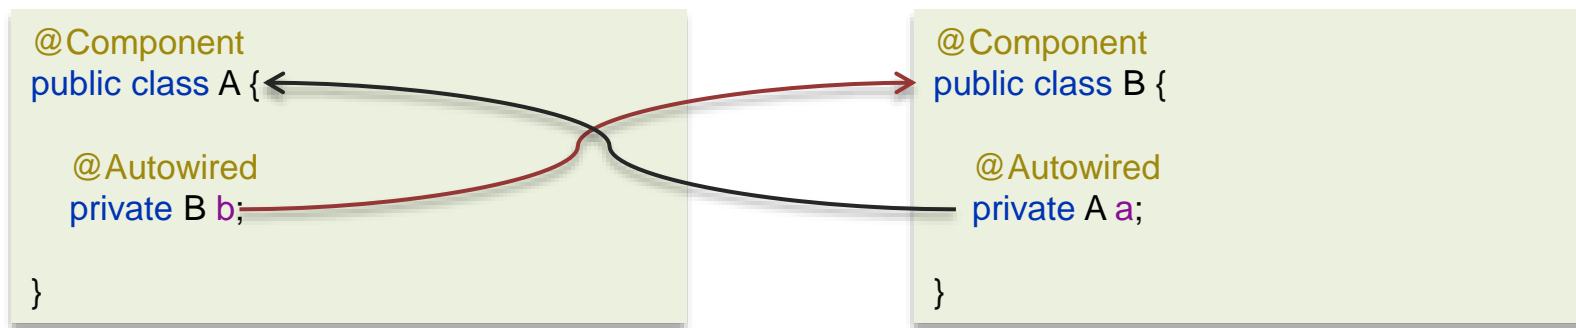 @Component
public class A {
@Autowired
private B b;
}
@Component
public class B {
@Autowired
private A a;
}